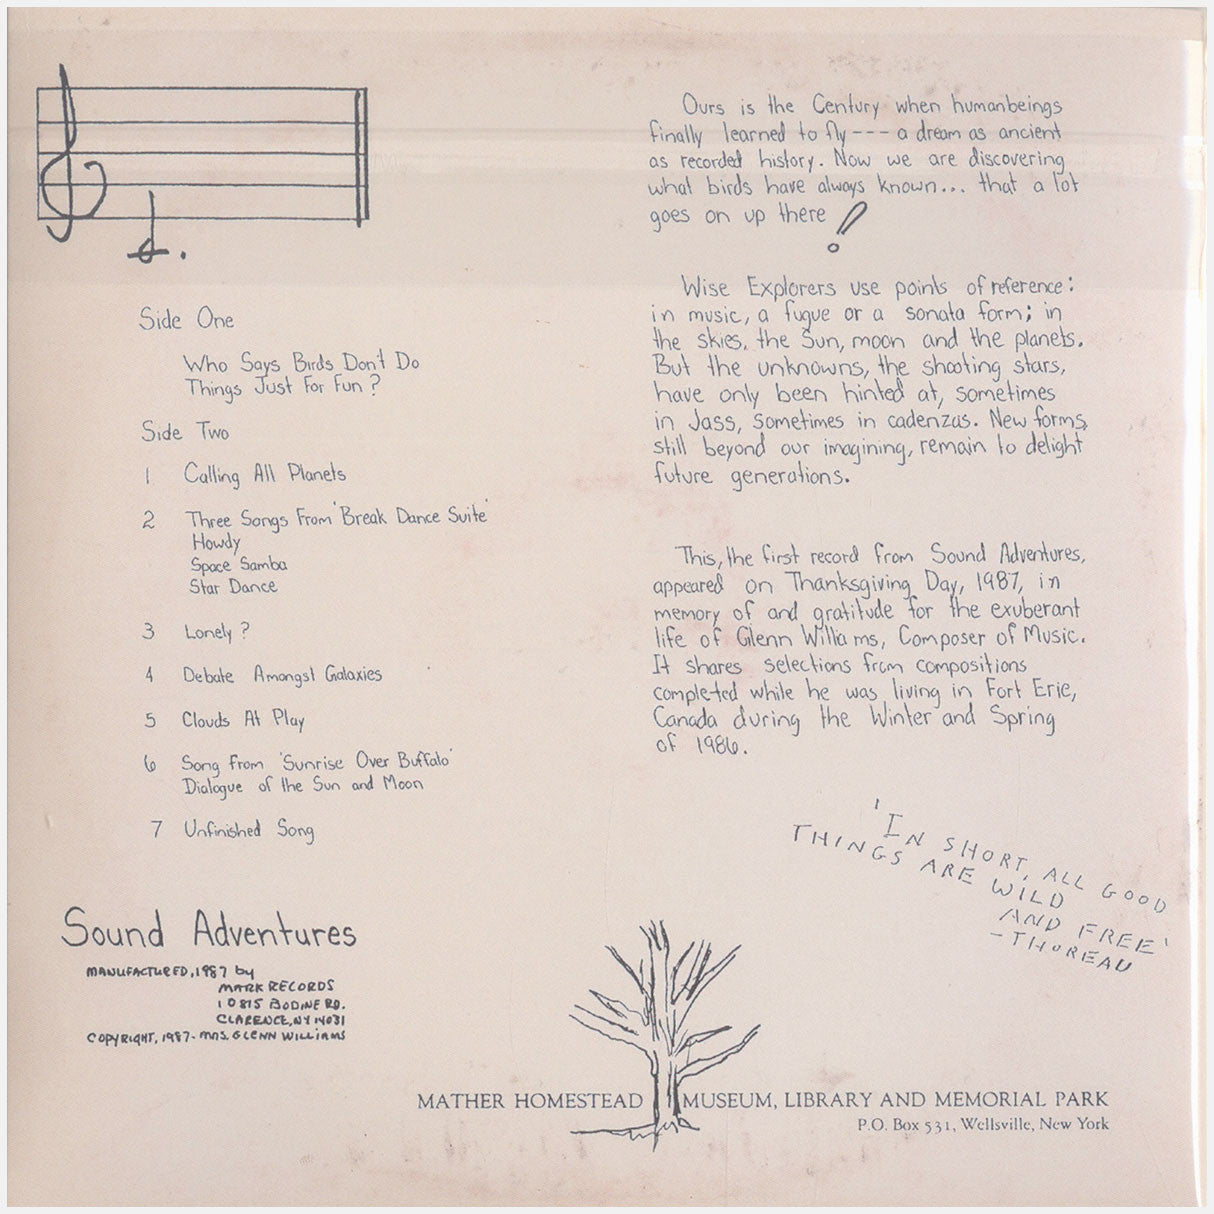 Side One
Who Says Birds Don't Do
Things Just For Fun?
Side Two
1 Calling All Planets
2 Three Songs From 'Break Dance Suite'
Howdy
Space Samba
Star Dance
3 Lonely?
4 Debate Amongst Galaxies
5 Clouds At Play
6 Song from 'Sunrise Over Buffalo'
Dialogue of the Sun and Moon
7 Unfinished Song
Sound Adventures
MANUFACTURED, 1987 by
MARK RECORDS
10815 BODINE RD.
CLARENCE, NY 14031
COPYRIGHT, 1987- MRS. GLENN WILLIAMS
Ours is the Century when humanbeings
finally learned to fly --- a dream as ancient
as recorded history. Now we are discovering
what birds have always known... that a lot
goes on up there!
Wise Explorers use points of reference:
in music, a fugue or a sonata form; in
the skies, the Sun, moon and the planets.
But the unknowns, the shooting stars,
have only been hinted at, sometimes
in Jass, sometimes in cadenzas. New forms,
still beyond our imagining, remain to delight
future generations.
This, the first record from Sound Adventures,
appeared on Thanksgiving Day, 1987, in
memory of and gratitude for the exuberant
life of Glenn Williams, Composer of Music.
It shares selections from compositions
completed while he was living in Fort Erie,
Canada during the Winter and Spring
of 1986.
'IN SHORT, ALL GOOD
THINGS ARE WILD
AND FREE'
-THOREAU
MATHER HOMESTEAD MUSEUM, LIBRARY AND MEMORIAL PARK
P.O. Box 531, Wellsville, New York